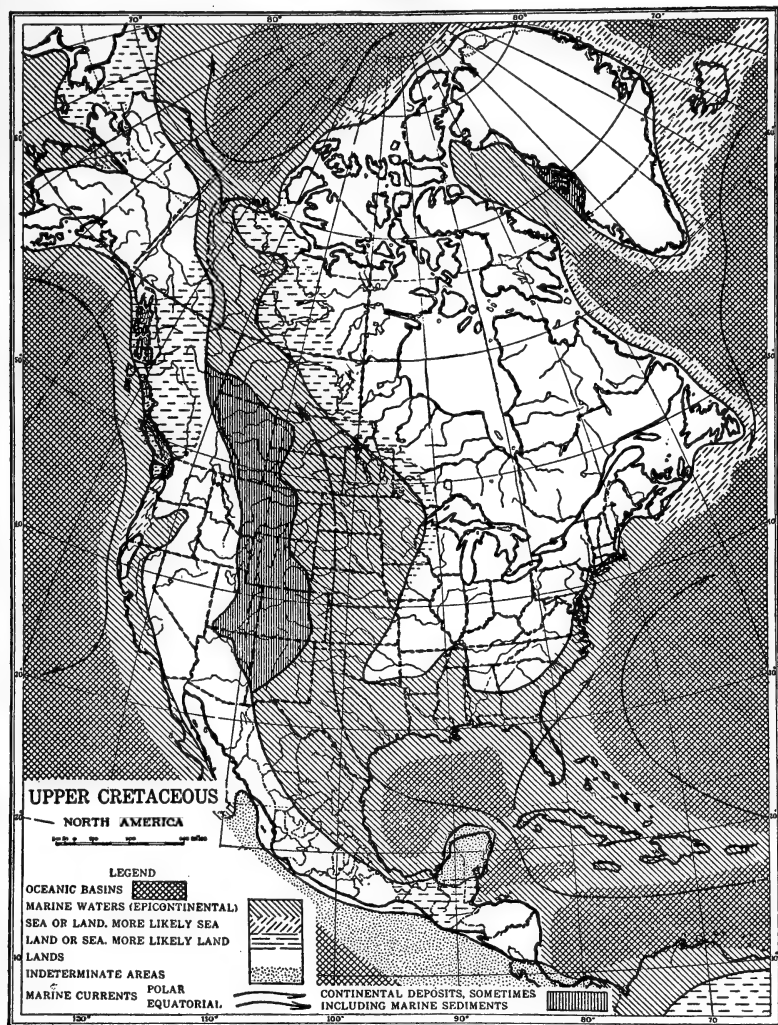 70° 80° 80° 70°
UPPER CRETACEOUS
NORTH AMERICA
LEGEND
OCEANIC BASINS
MARINE WATERS (EPICONTINENTAL)
SEA OR LAND. MORE LIKELY SEA
LAND OR SEA. MORE LIKELY LAND
LANDS
INDETERMINATE AREAS
MARINE CURRENTS POLAR
EQUATORIAL
CONTINENTAL DEPOSITS, SOMETIMES
INCLUDING MARINE SEDIMENTS
120° 110° 100° 90° 80°